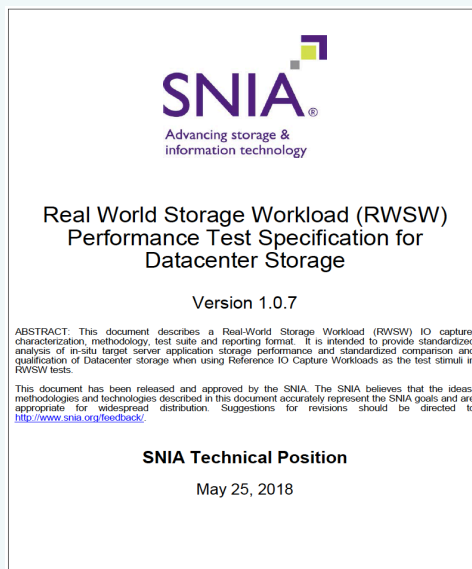 SNIA®
Advancing storage &
information technology
Real World Storage Workload (RWSW)
Performance Test Specification for
Datacenter Storage
Version 1.0.7
ABSTRACT: This document describes a Real-World Storage Workload (RWSW) IO capture
characterization, methodology, test suite and reporting format. It is intended to provide standardized
analysis of in-situ target server application storage performance and standardized comparison and
qualification of Datacenter storage when using Reference IO Capture Workloads as the test stimuli in
RWSW tests.
This document has been released and approved by the SNIA. The SNIA believes that the ideas
methodologies and technologies described in this document accurately represent the SNIA goals and are
appropriate for widespread distribution. Suggestions for revisions should be directed to
http://www.snia.org/feedback/.
SNIA Technical Position
May 25, 2018